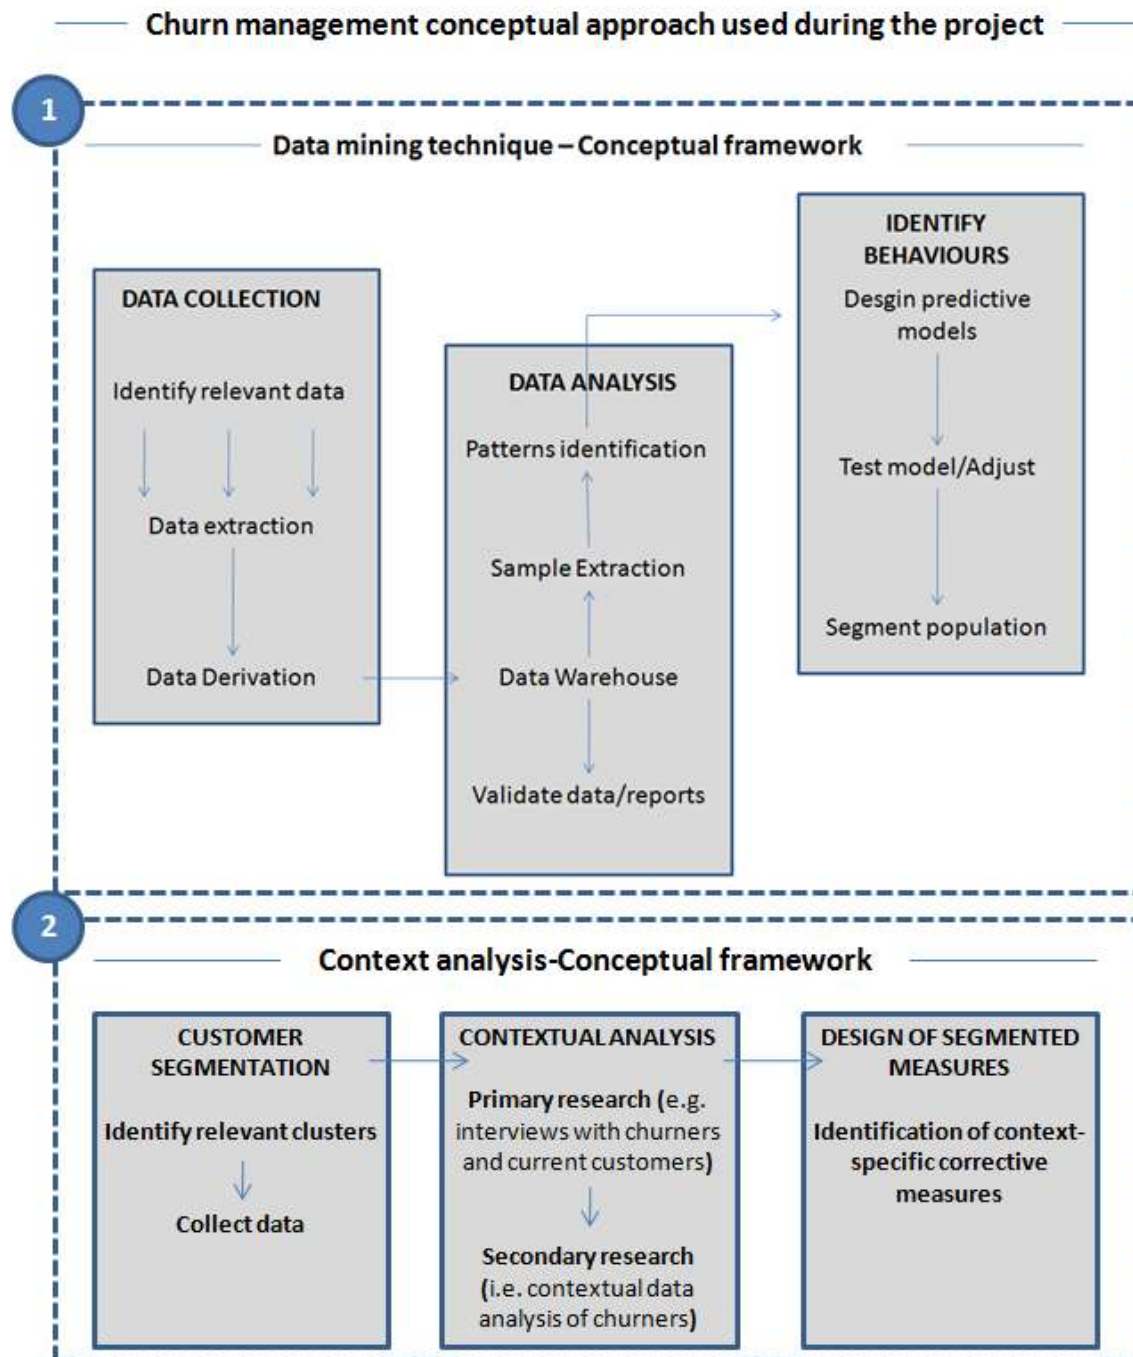 Churn management conceptual approach used during the project
1
Data mining technique – Conceptual framework
DATA COLLECTION
Identify relevant data
Data extraction
Data Derivation
DATA ANALYSIS
Patterns identification
Sample Extraction
Data Warehouse
Validate data/reports
IDENTIFY
BEHAVIOURS
Desgin predictive
models
Test model/Adjust
Segment population
2
Context analysis-Conceptual framework
CUSTOMER
SEGMENTATION
Identify relevant clusters
Collect data
CONTEXTUAL ANALYSIS
Primary research (e.g.
interviews with churners
and current customers)
Secondary research
(i.e. contextual data
analysis of churners)
DESIGN OF SEGMENTED
MEASURES
Identification of context-
specific corrective
measures